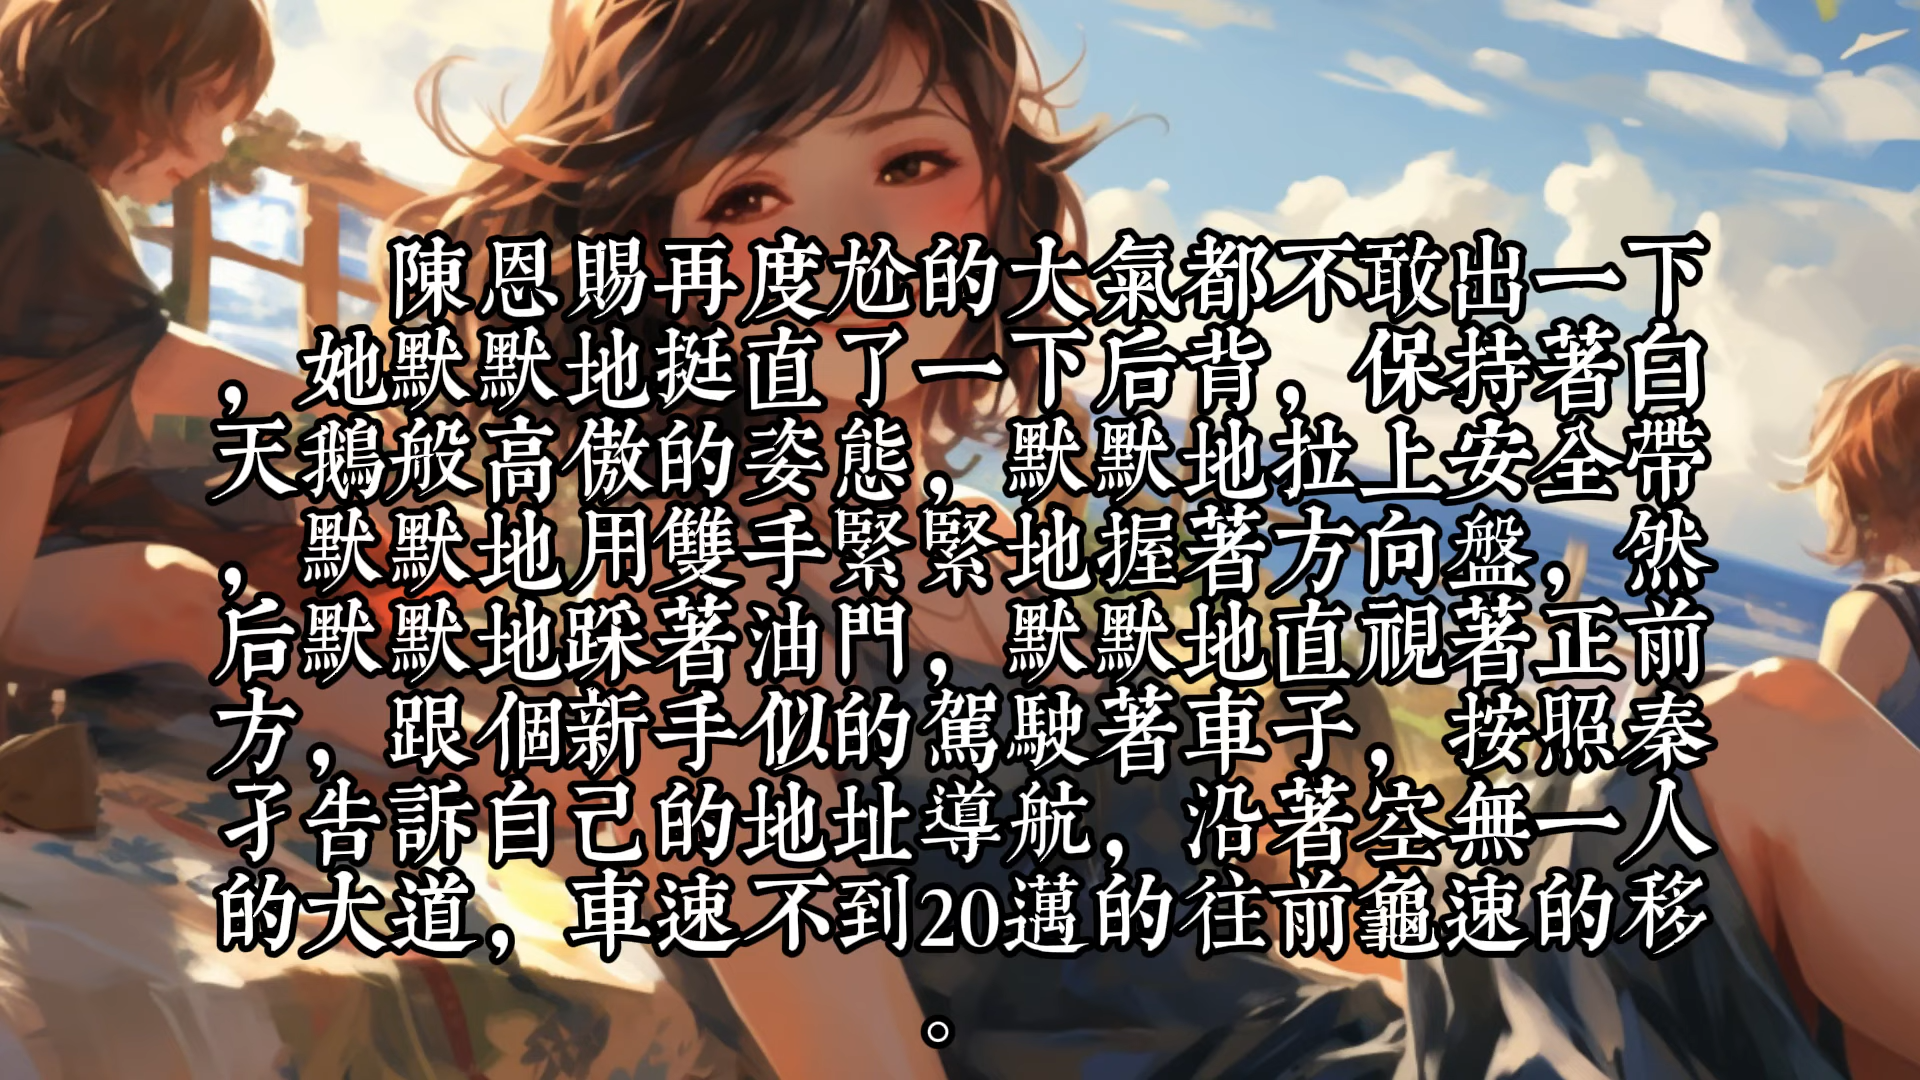 陳恩賜再度尬的大氣都不敢出一下
，她默默地挺直了一下后背，保持著白
天鵝般高傲的姿態，默默地拉上安全帶
，默默地用雙手緊緊地握著方向盤，然
后默默地踩著油門，默默地直視著正前
方，跟個新手似的駕駛著車子，按照秦
孑告訴自己的地址導航，沿著空無一人
的大道，車速不到20邁的往前龜速的移
。